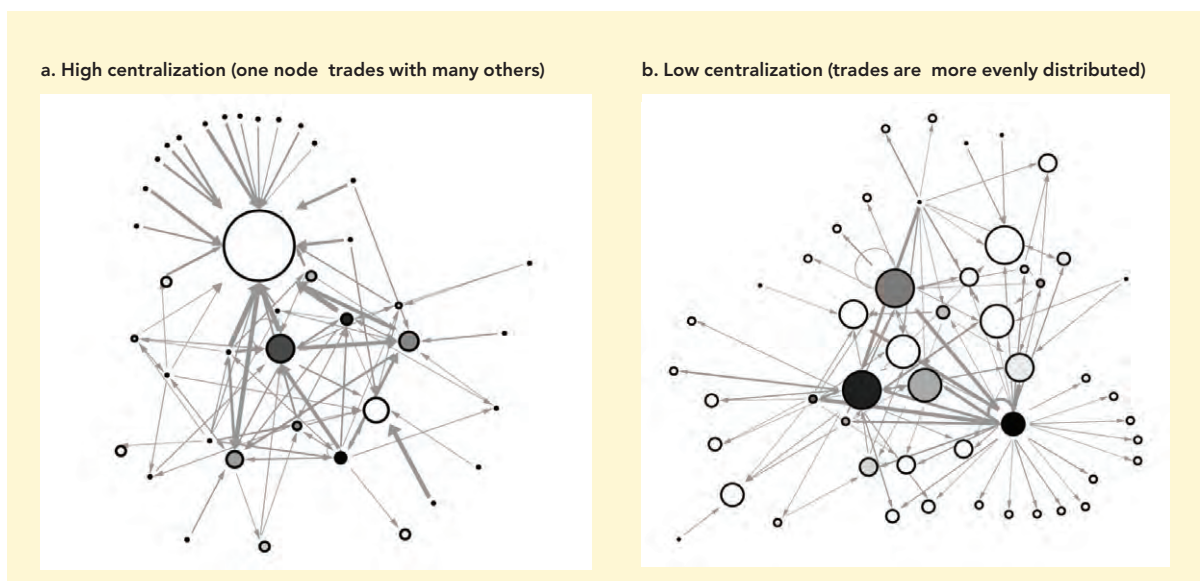 a. High centralization (one node trades with many others)
b. Low centralization (trades are more evenly distributed)